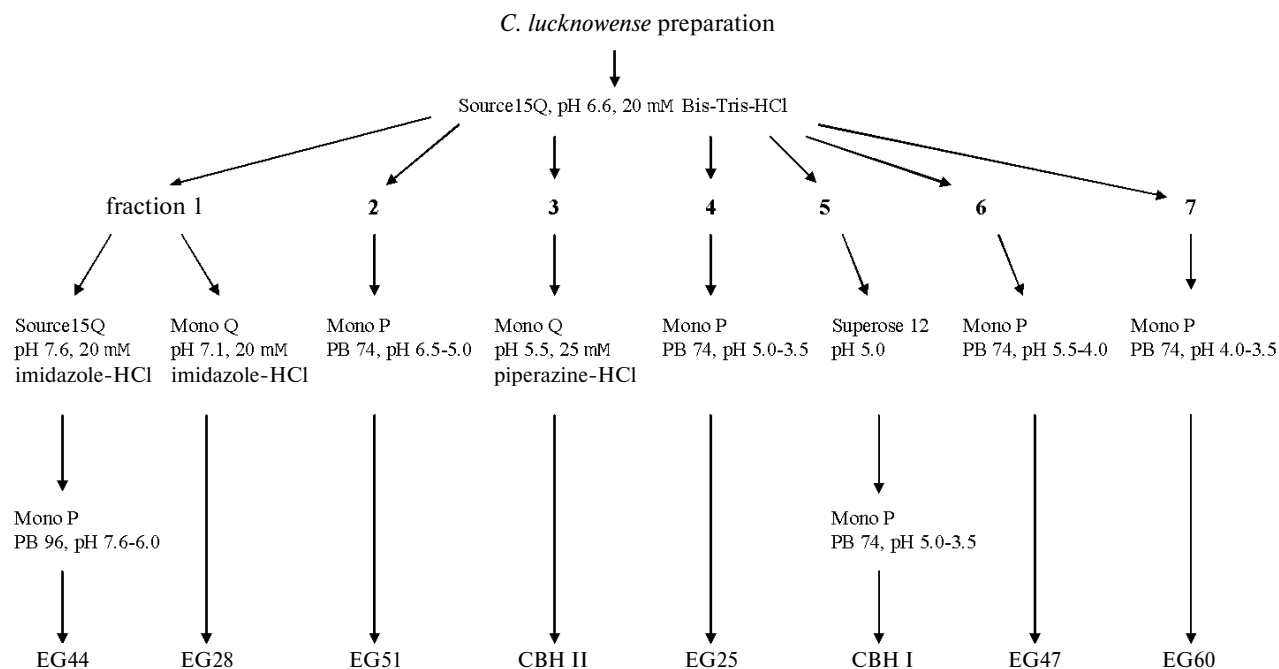 C. lucknowense preparation
Source15Q, pH 6.6, 20 mM Bis-Tris-HCl
fraction 1
2
3
4
5
6
7
Source15Q
pH 7.6, 20 mM
imidazole-HCl
Mono Q
pH 7.1, 20 mM
imidazole-HCl
Mono P
PB 74, pH 6.5-5.0
Mono Q
pH 5.5, 25 mM
piperazine-HCl
Mono P
PB 74, pH 5.0-3.5
Superose 12
pH 5.0
Mono P
PB 74, pH 5.5-4.0
Mono P
PB 74, pH 4.0-3.5
Mono P
PB 96, pH 7.6-6.0
Mono P
PB 74, pH 5.0-3.5
EG44
EG28
EG51
CBH II
EG25
CBH I
EG47
EG60